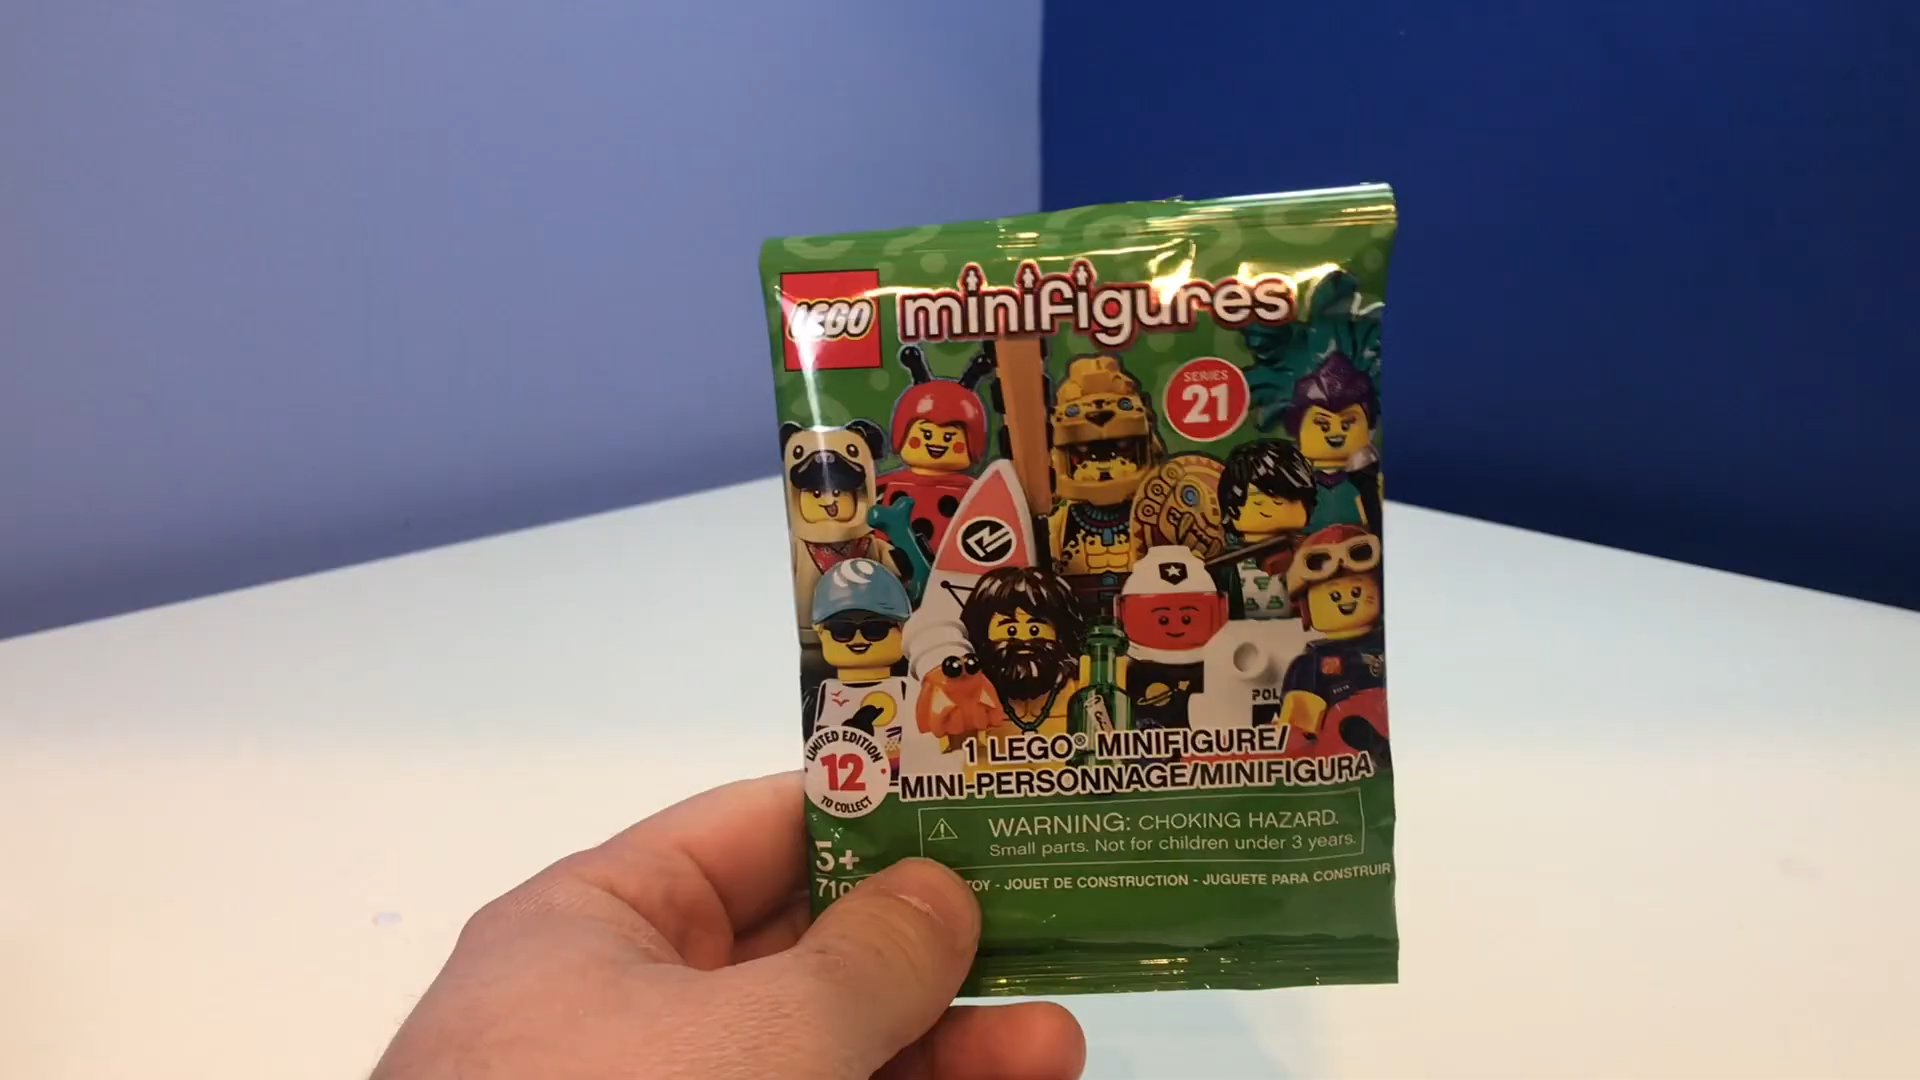 LEGO
minifigures
SERIES
21
LIMITED EDITION
12
TO COLLECT
POL
1 LEGO® MINIFIGURE/
MINI-PERSONNAGE/MINIFIGURA
WARNING: CHOKING HAZARD.
Small parts. Not for children under 3 years.
5+
TOY - JOUET DE CONSTRUCTION - JUGUETE PARA CONSTRUIR